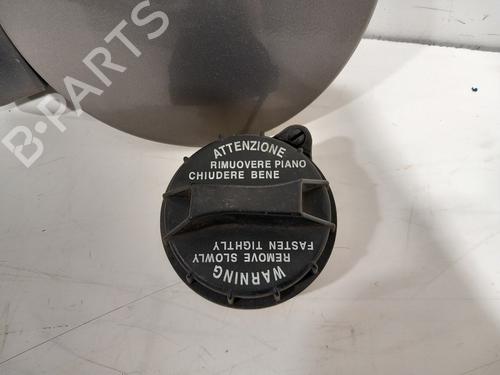 B-PARTS
ATTENZIONE
RIMUOVERE PIANO
CHIUDERE BENE
WARNING
REMOVE SLOWLY
FASTEN TIGHTLY